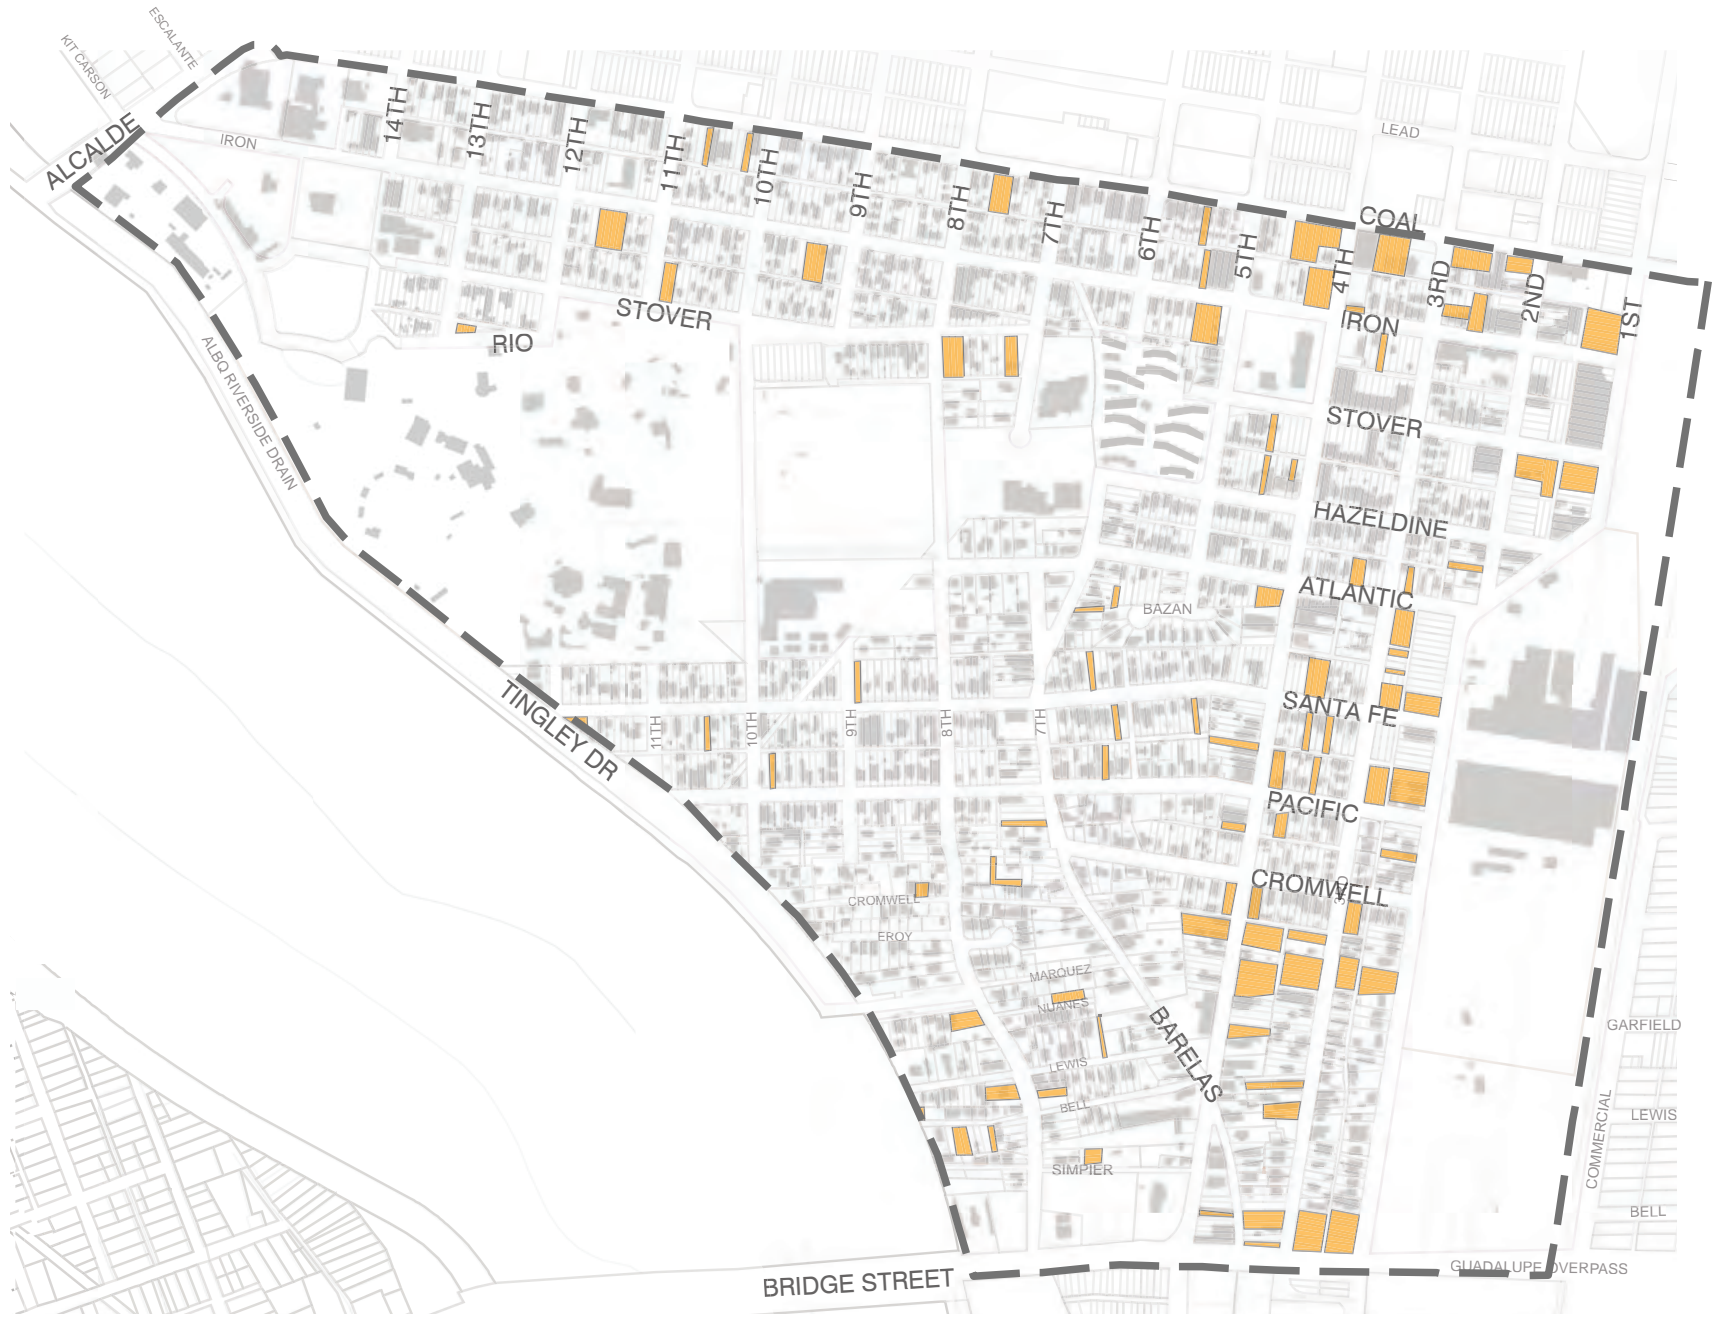 ESCALANTE
KIT CARSON
ALCALDE
IRON
14TH
13TH
12TH
11TH
10TH
9TH
8TH
7TH
6TH
5TH
4TH
3RD
2ND
1ST
LEAD
COAL
IRON
STOVER
RIO
STOVER
ALBQ RIVERSIDE DRAIN
HAZELDINE
ATLANTIC
BAZAN
SANTA FE
TINGLEY DR
11TH
10TH
9TH
8TH
7TH
PACIFIC
CROMWELL
3RD
CROMWELL
EROY
MARQUEZ
NUANES
BARELAS
LEWIS
BELL
SIMPIER
GARFIELD
COMMERCIAL
LEWIS
BELL
BRIDGE STREET
GUADALUPE OVERPASS